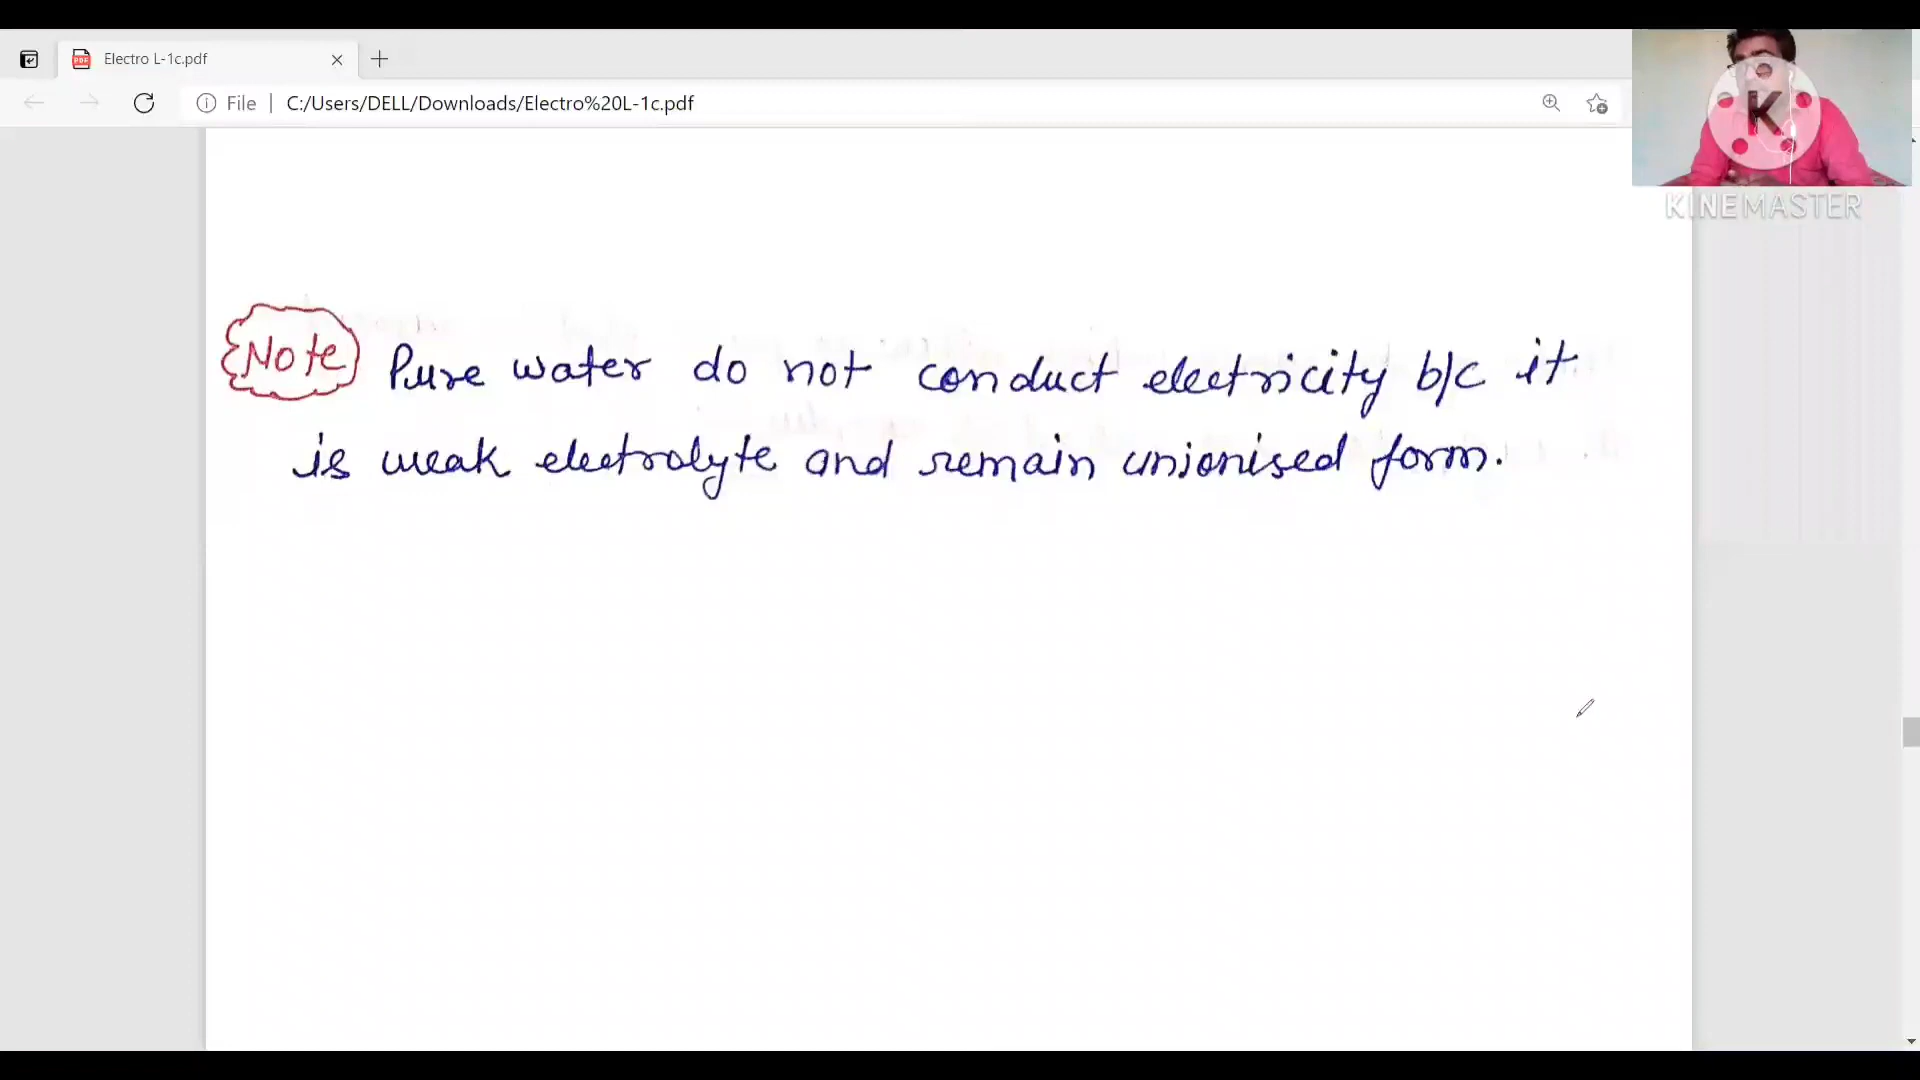 Electro L-1c.pdf
File | C:/Users/DELL/Downloads/Electro%20L-1c.pdf
K
KINEMASTER
Note Pure water do not conduct electricity b/c it
is weak electrolyte and remain unionised form.